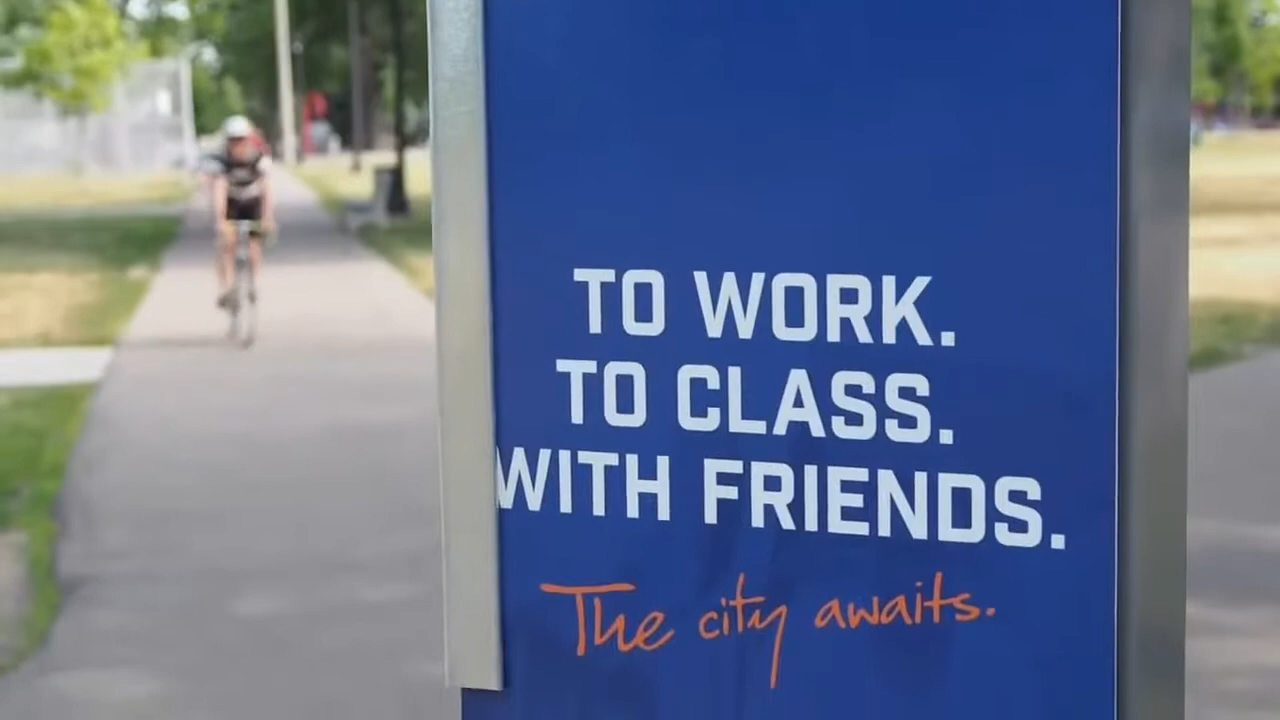 TO WORK.
TO CLASS.
WITH FRIENDS.
The city awaits.